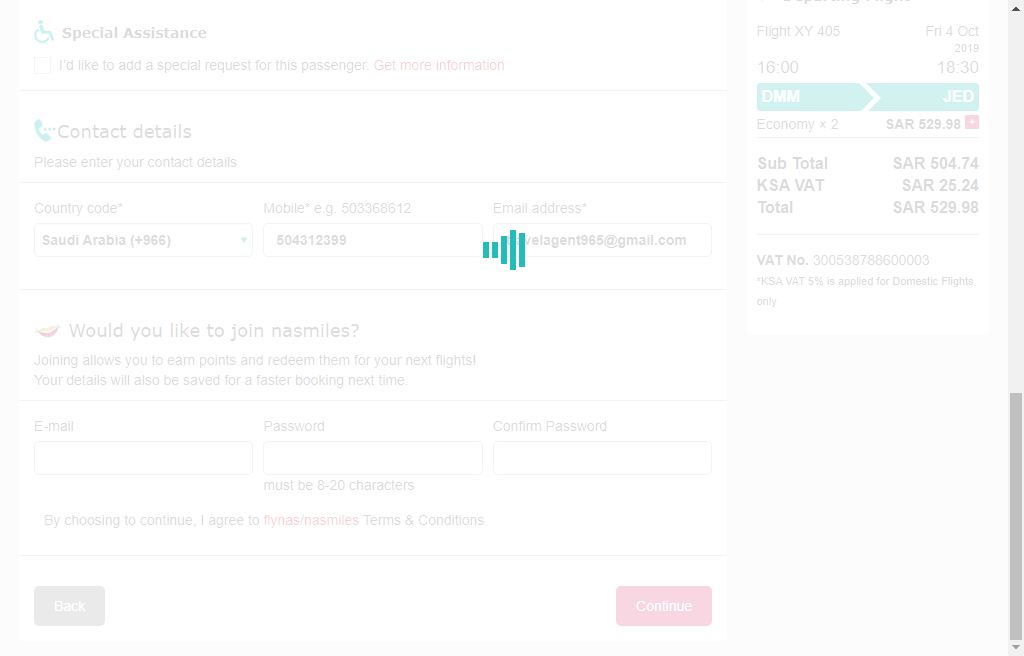 Special Assistance
I'd like to add a special request for this passenger. Get more information
Contact details
Please enter your contact details
Country code*
Mobile* e.g. 503368612
Email address*
Saudi Arabia (+966)
504312399
Would you like to join nasmiles?
Joining allows you to earn points and redeem them for your next flights!
Your details will also be saved for a faster booking next time.
E-mail
Password
Confirm Password
must be 8-20 characters
By choosing to continue, I agree to flynas/nasmiles Terms & Conditions
Back
Continue
Departing Flight
Flight XY 405
Fri 4 Oct
2019
16:00
18:30
DMM
JED
Economy × 2
SAR 529.98 +
Sub Total
SAR 504.74
KSA VAT
SAR 25.24
Total
SAR 529.98
VAT No. 300538788600003
*KSA VAT 5% is applied for Domestic Flights
only